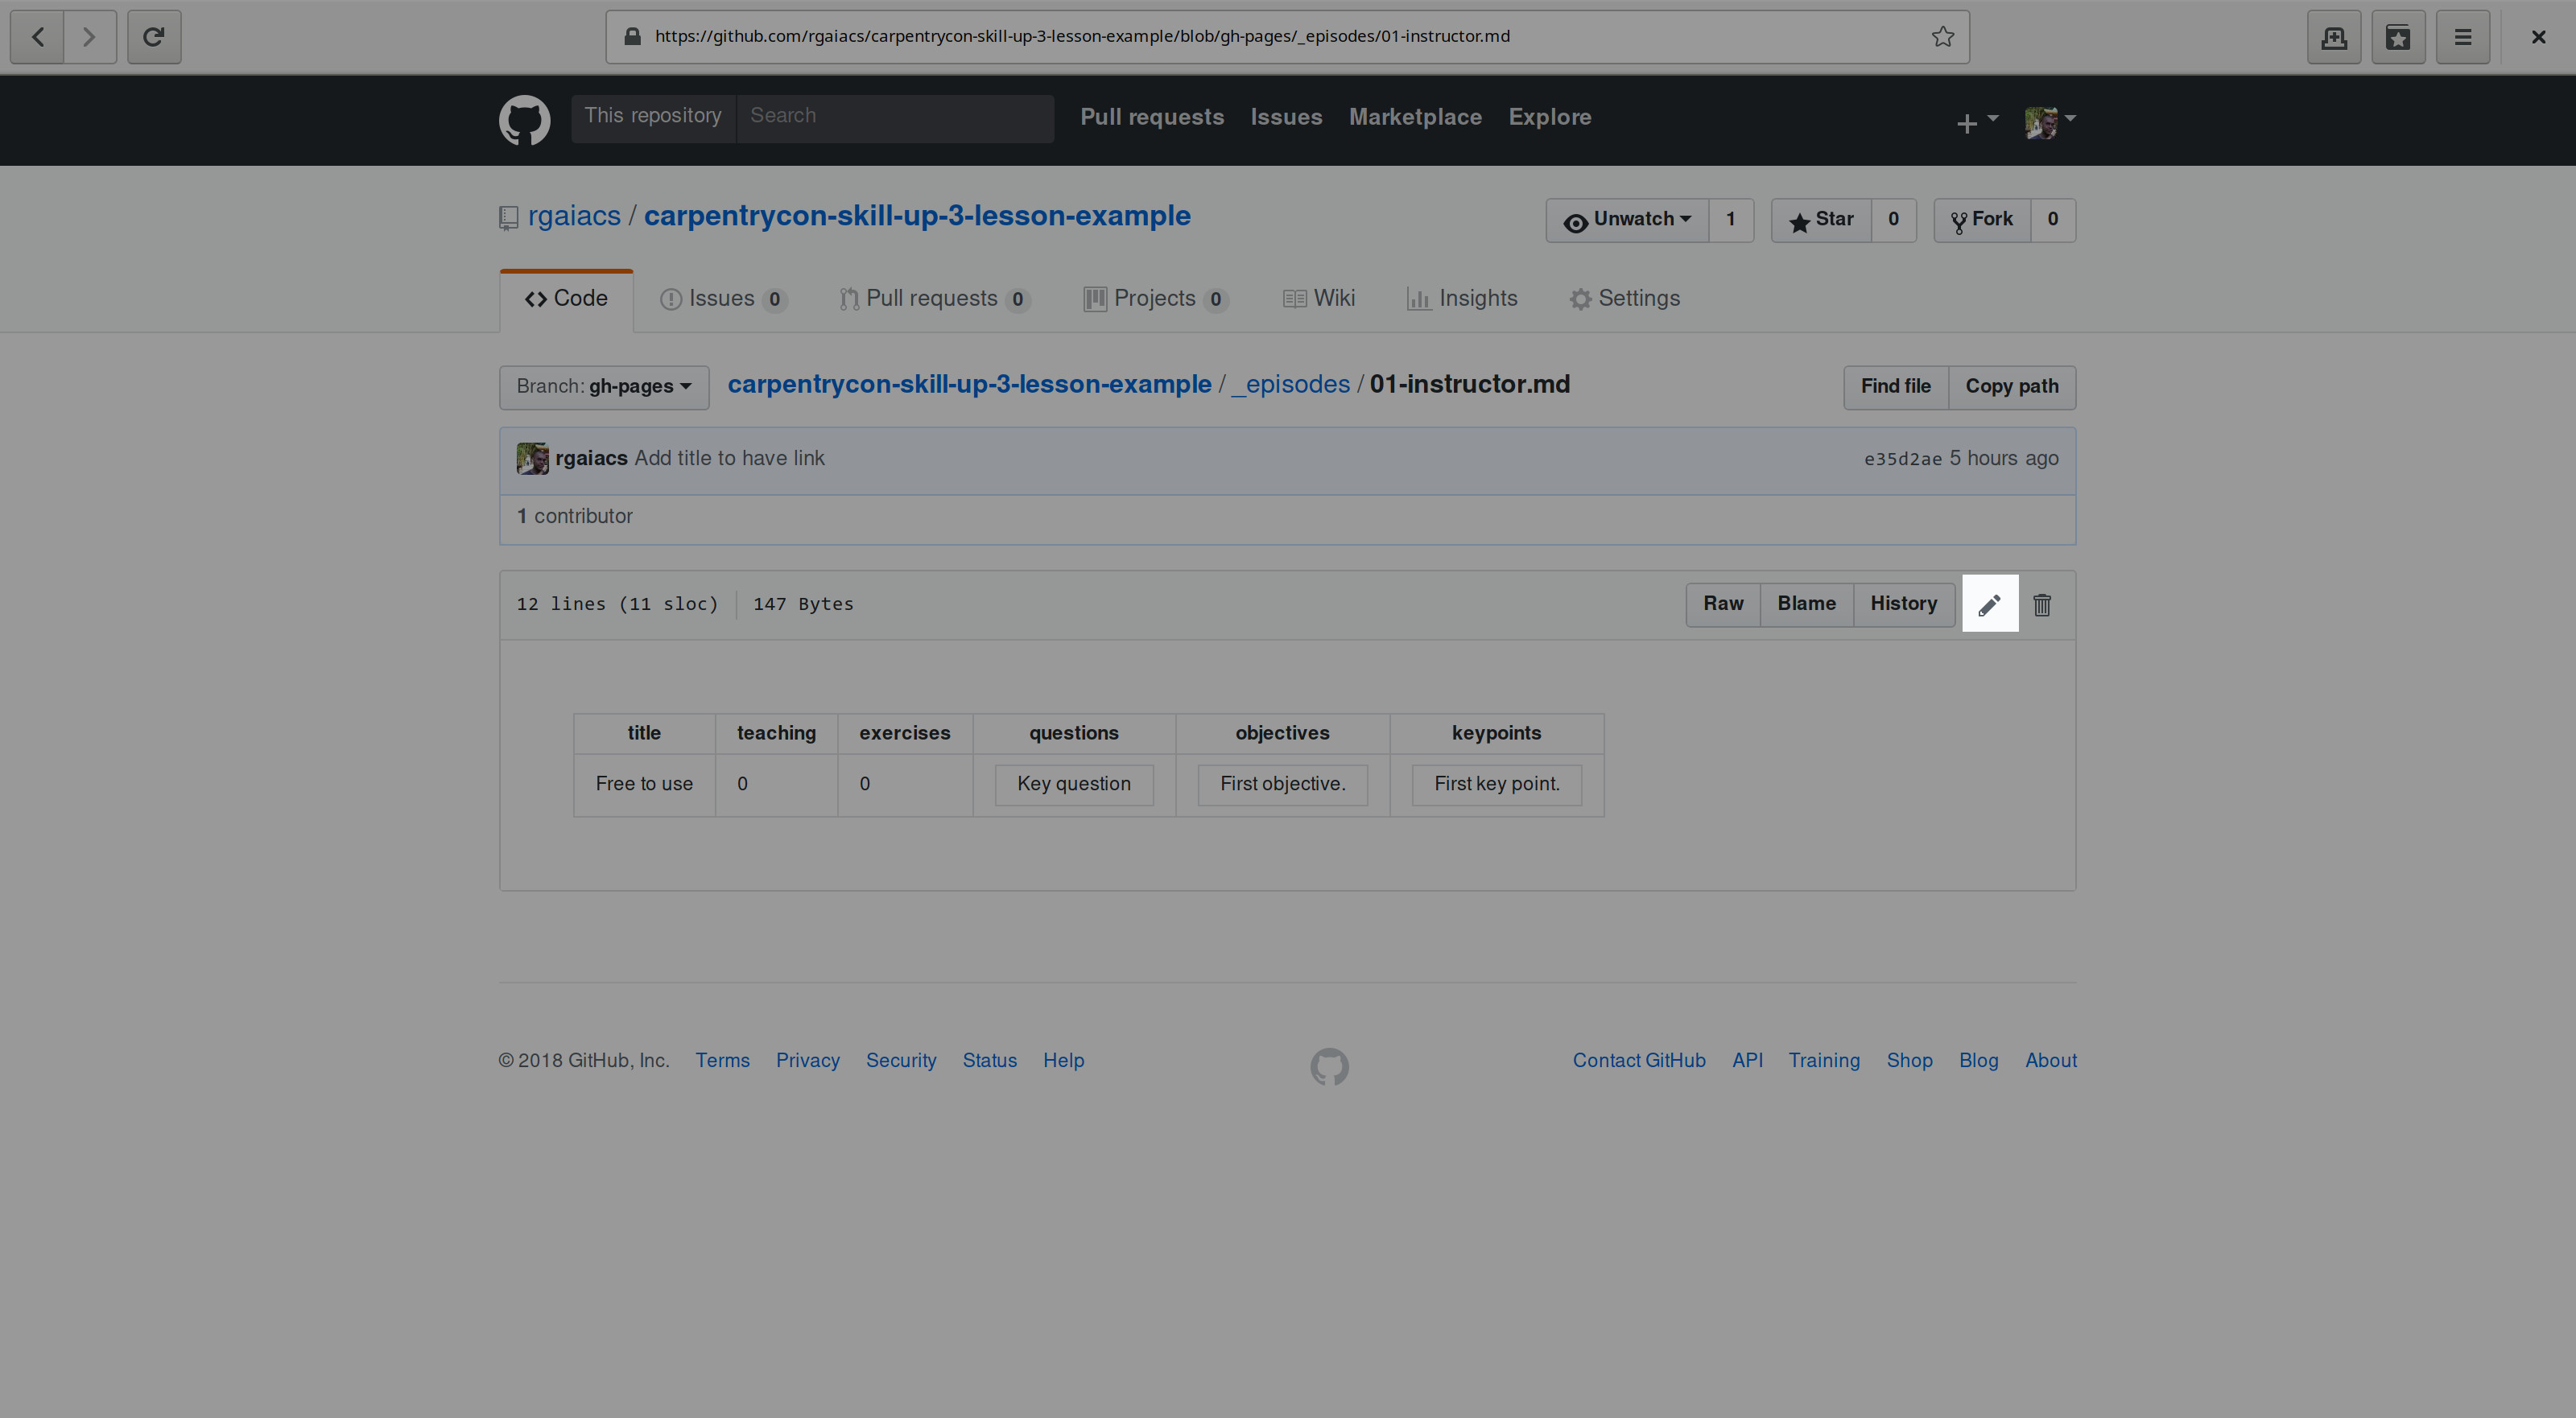 https://github.com/rgaiacs/carpentrycon-skill-up-3-lesson-example/blob/gh-pages/_episodes/01-instructor.md
This repository Search Pull requests Issues Marketplace Explore
rgaiacs / carpentrycon-skill-up-3-lesson-example Unwatch 1 Star 0 Fork 0
Code Issues 0 Pull requests 0 Projects 0 Wiki Insights Settings
Branch: gh-pages carpentrycon-skill-up-3-lesson-example / _episodes / 01-instructor.md Find file Copy path
rgaiacs Add title to have link e35d2ae 5 hours ago
1 contributor
12 lines (11 sloc) 147 Bytes Raw Blame History
title teaching exercises questions objectives keypoints
Free to use 0 0 Key question First objective. First key point.
© 2018 GitHub, Inc. Terms Privacy Security Status Help Contact GitHub API Training Shop Blog About